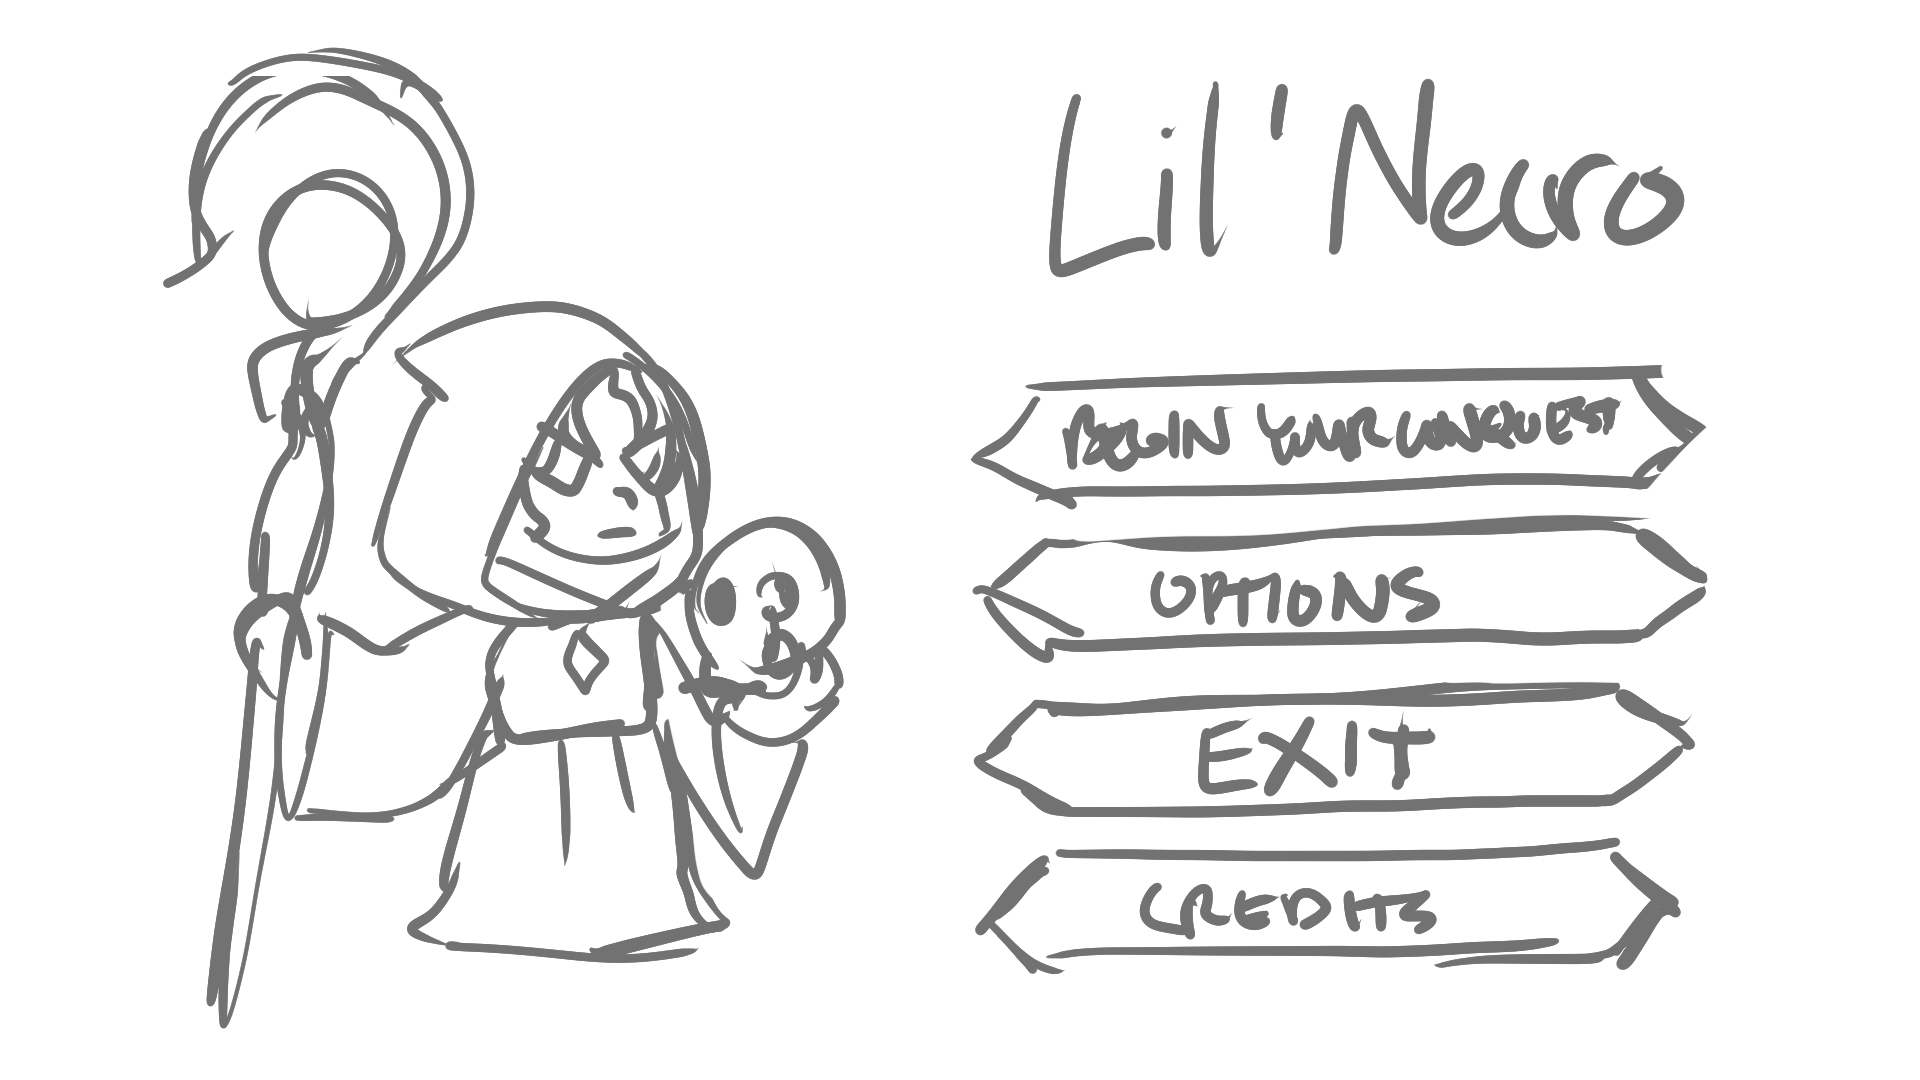 Lil' Necro
BEGIN YOUR CONQUEST
OPTIONS
EXIT
CREDITS